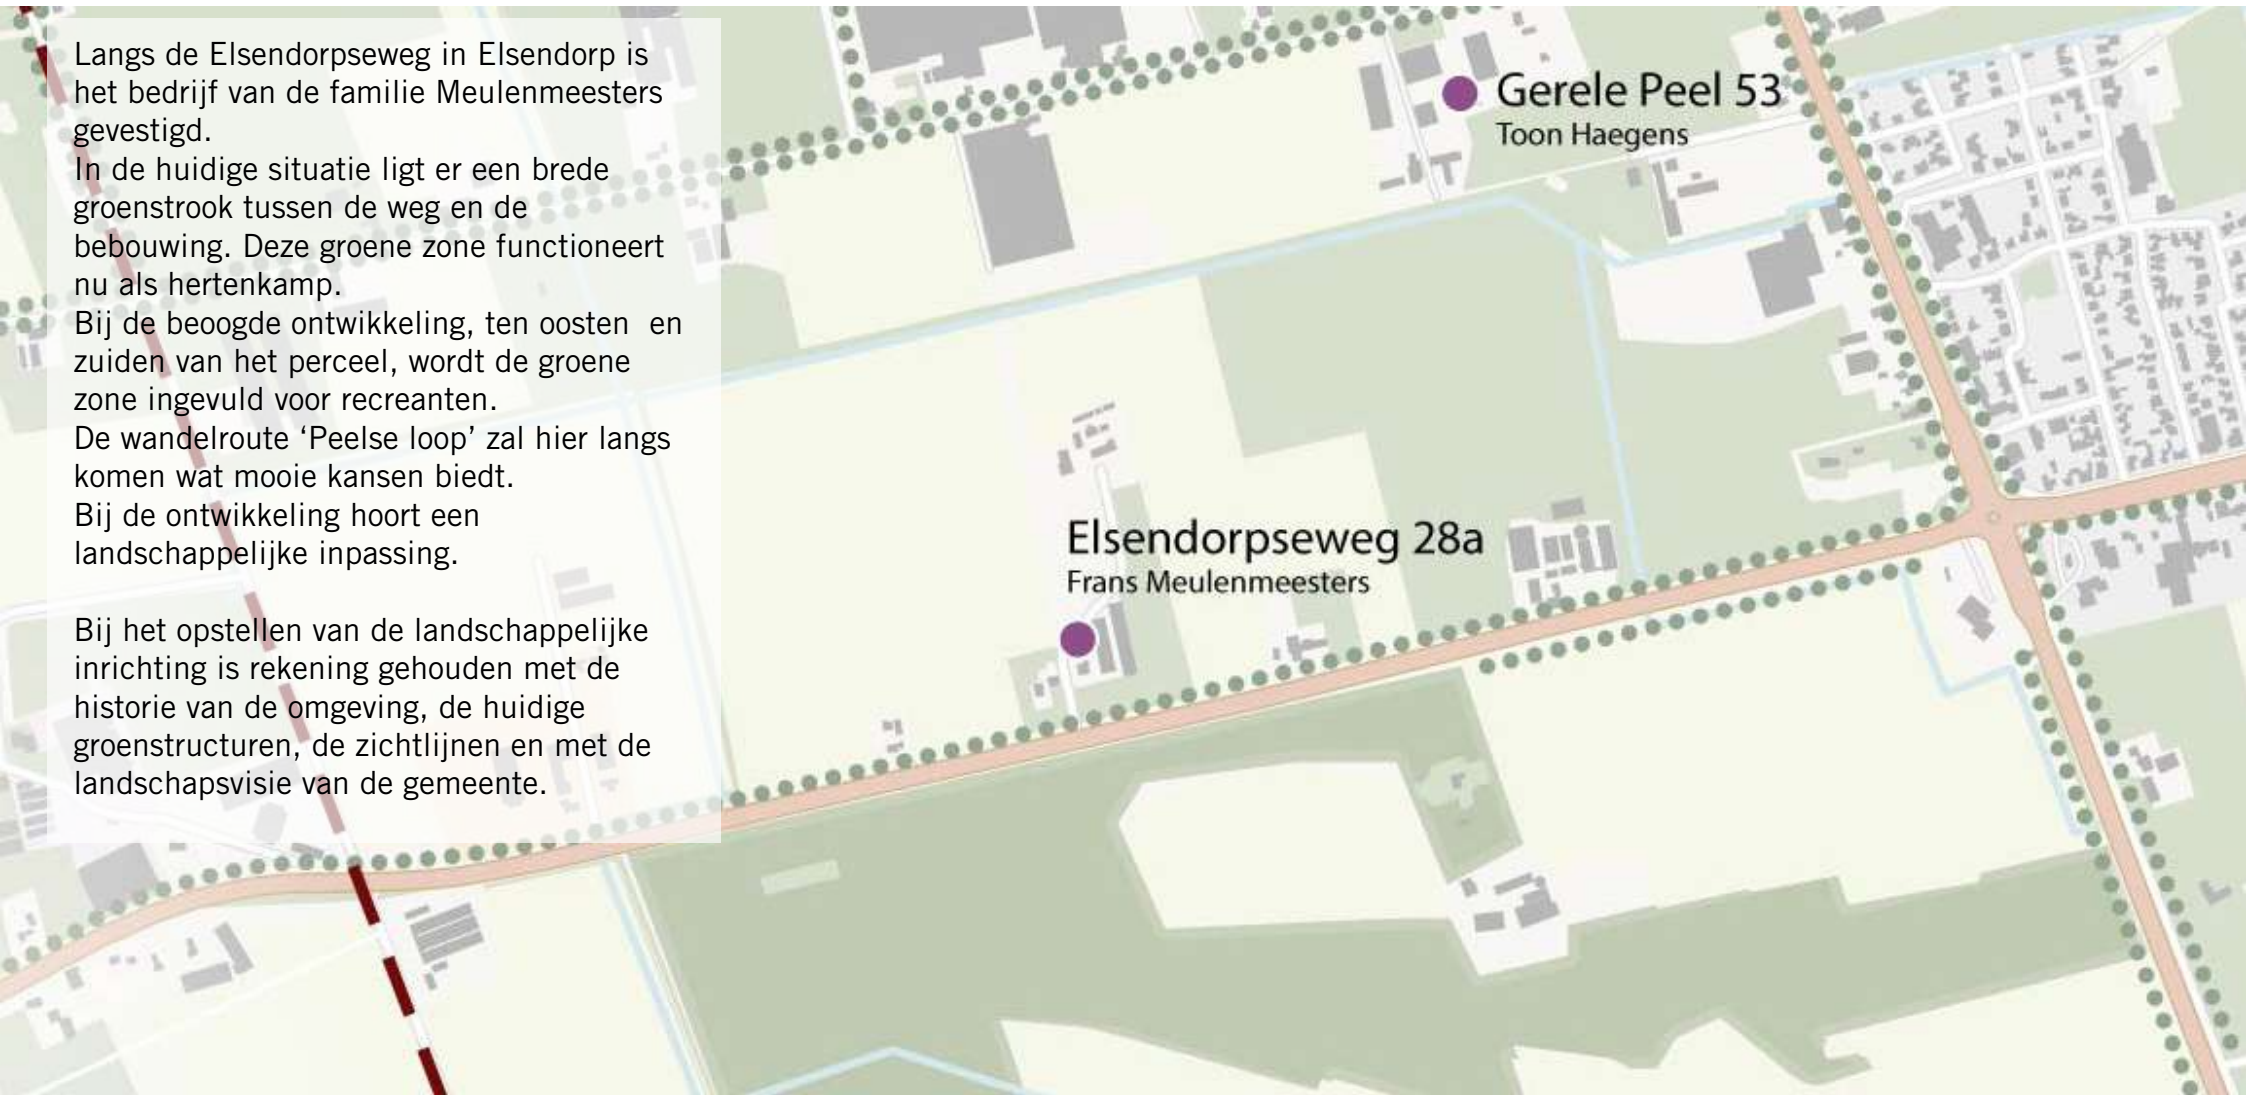 Langs de Elsendorpseweg in Elsendorp is
het bedrijf van de familie Meulenmeesters
gevestigd.
In de huidige situatie ligt er een brede
groenstrook tussen de weg en de
bebouwing. Deze groene zone functioneert
nu als hertenkamp.
Bij de beoogde ontwikkeling, ten oosten  en
zuiden van het perceel, wordt de groene
zone ingevuld voor recreanten.
De wandelroute ‘Peelse loop’ zal hier langs
komen wat mooie kansen biedt.
Bij de ontwikkeling hoort een
landschappelijke inpassing.

Bij het opstellen van de landschappelijke
inrichting is rekening gehouden met de
historie van de omgeving, de huidige
groenstructuren, de zichtlijnen en met de
landschapsvisie van de gemeente.

Gerele Peel 53
Toon Haegens

Elsendorpseweg 28a
Frans Meulenmeesters